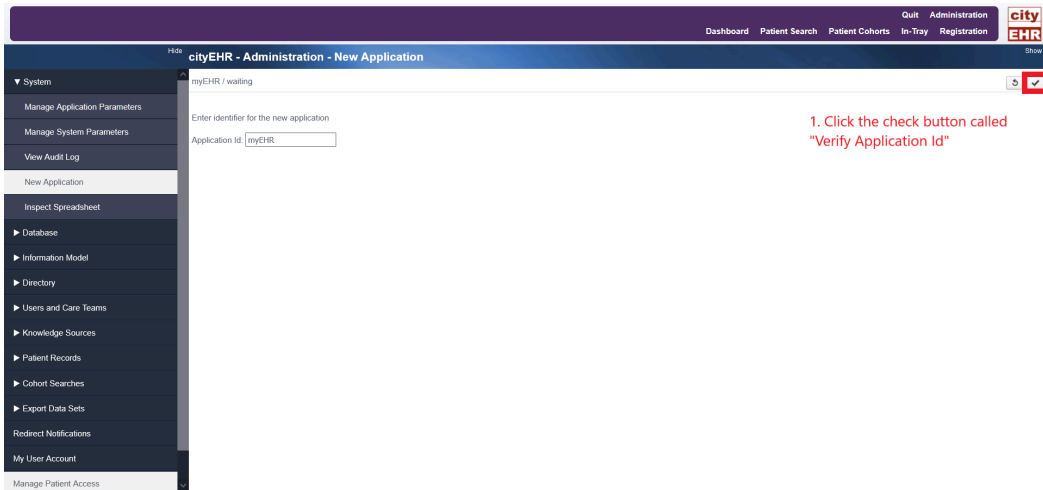 Quit Administration
Dashboard Patient Search Patient Cohorts In-Tray Registration
city
EHR
Hide
cityEHR - Administration - New Application
Show
▼ System
Manage Application Parameters
Manage System Parameters
View Audit Log
New Application
Inspect Spreadsheet
► Database
► Information Model
► Directory
► Users and Care Teams
► Knowledge Sources
► Patient Records
► Cohort Searches
► Export Data Sets
Redirect Notifications
My User Account
Manage Patient Access
myEHR / waiting
Enter identifier for the new application
Application Id: myEHR
1. Click the check button called
"Verify Application Id"